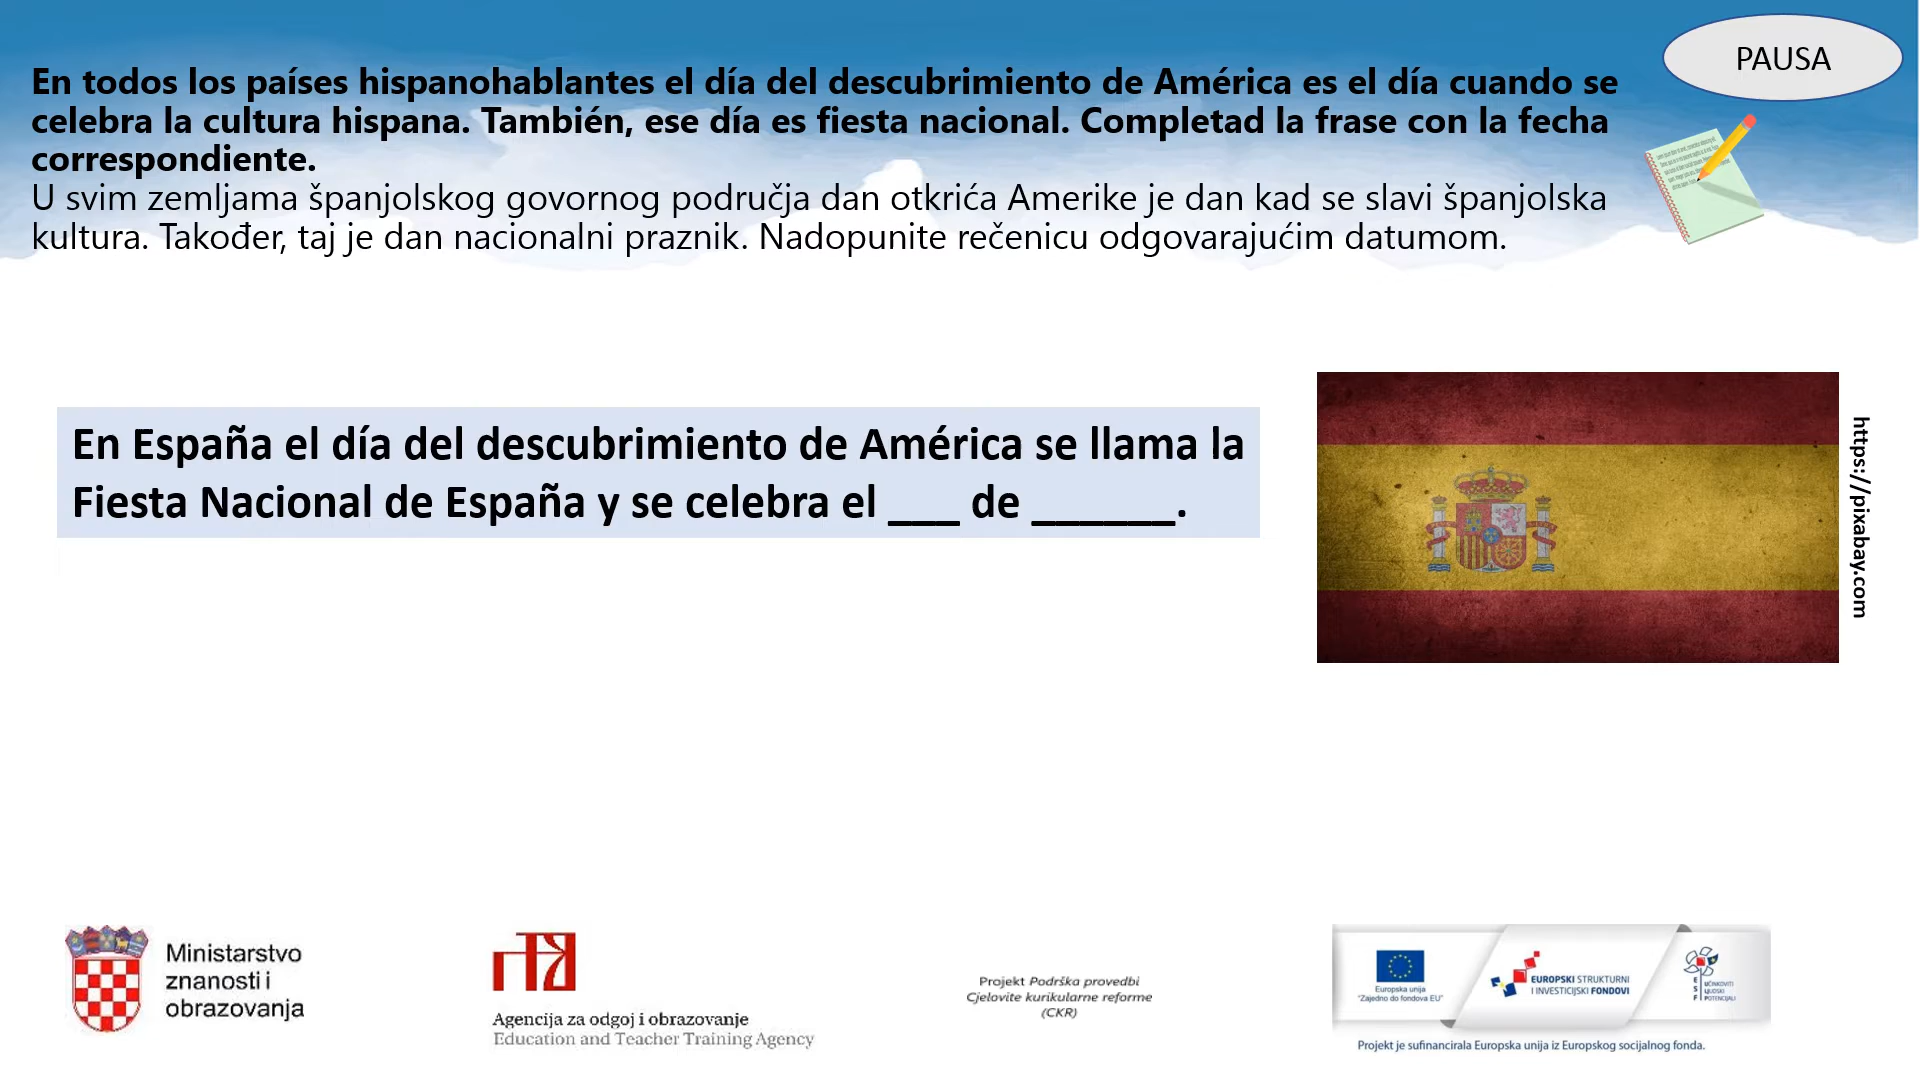 PAUSA
En todos los países hispanohablantes el día del descubrimiento de América es el día cuando se
celebra la cultura hispana. También, ese día es fiesta nacional. Completad la frase con la fecha
correspondiente.
U svim zemljama španjolskog govornog područja dan otkrića Amerike je dan kad se slavi španjolska
kultura. Također, taj je dan nacionalni praznik. Nadopunite rečenicu odgovarajućim datumom.
En España el día del descubrimiento de América se llama la
Fiesta Nacional de España y se celebra el ___ de ______.
https://pixabay.com
Ministarstvo
znanosti i
obrazovanja
Agencija za odgoj i obrazovanje
Education and Teacher Training Agency
Projekt Podrška provedbi
Cjelovite kurikularne reforme
(CKR)
Europska unija
"Zajedno do fondova EU"
EUROPSKI STRUKTURNI
I INVESTICIJSKI FONDOVI
ESF
UČINKOVITI
LJUDSKI
POTENCIJALI
Projekt je sufinancirala Europska unija iz Europskog socijalnog fonda.